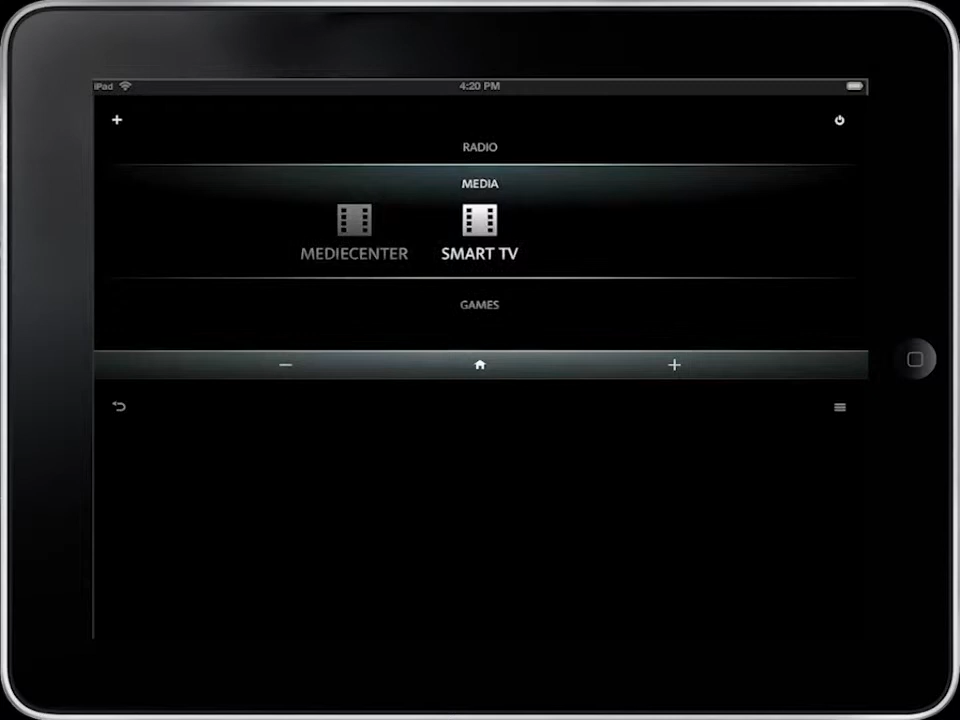 iPad 4:20 PM
RADIO
MEDIA
MEDIECENTER SMART TV
GAMES